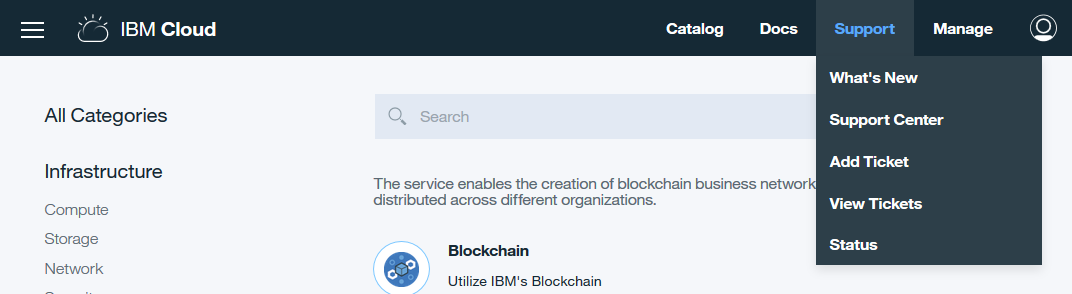 IBM Cloud
Catalog Docs Support Manage
What's New
Support Center
Add Ticket
View Tickets
Status
All Categories
Infrastructure
Compute
Storage
Network
Search
The service enables the creation of blockchain business network
distributed across different organizations.
Blockchain
Utilize IBM's Blockchain